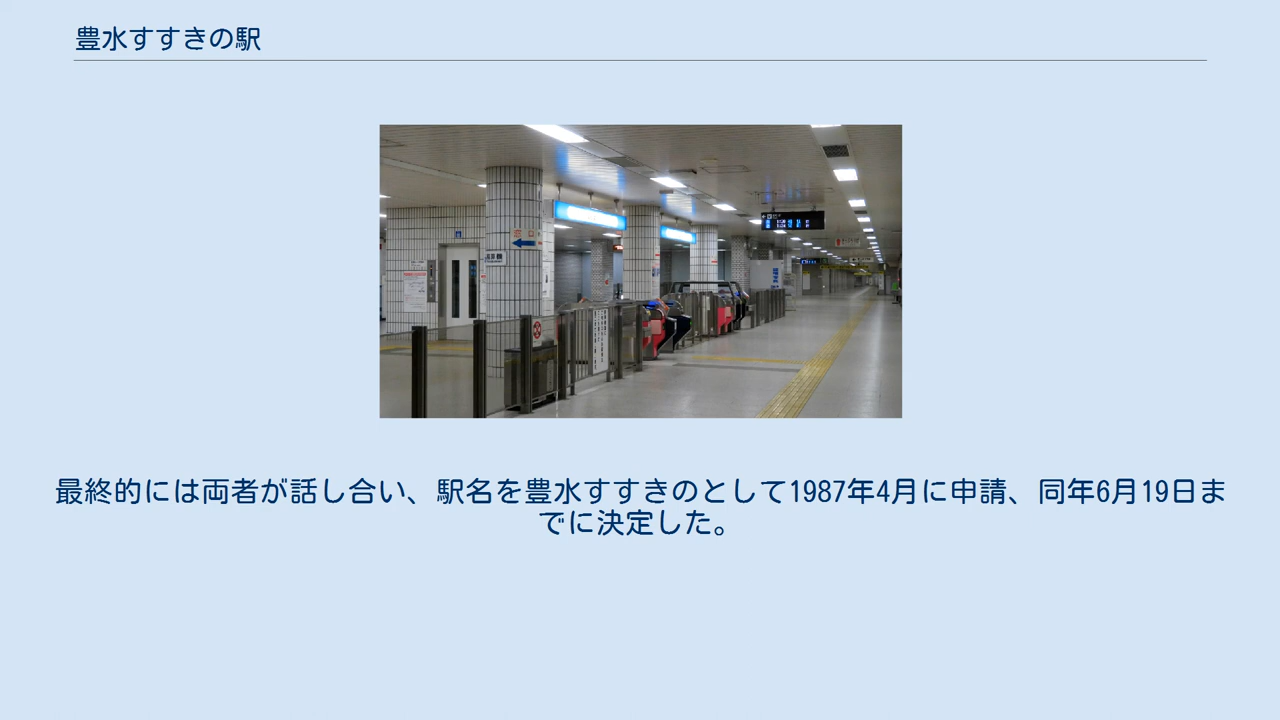 豊水すすきの駅
窓口
最終的には両者が話し合い、駅名を豊水すすきのとして1987年4月に申請、同年6月19日ま
でに決定した。